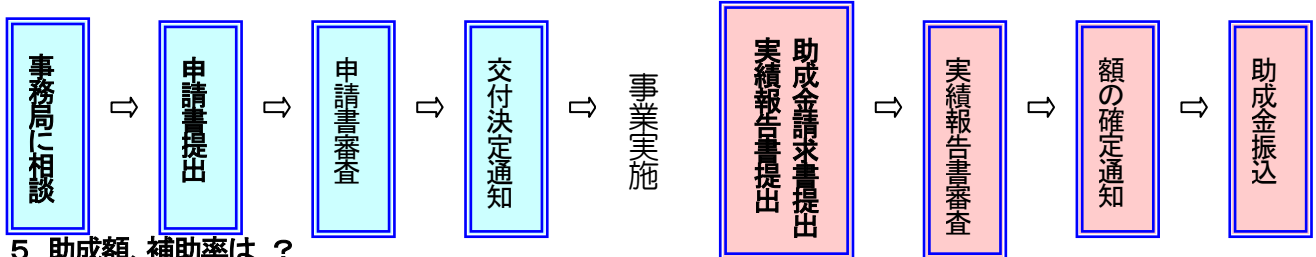 事務局に相談
⇨
申請書提出
⇨
申請書審査
⇨
交付決定通知
⇨
事業実施
助成金請求書提出
実績報告書提出
⇨
実績報告書審査
⇨
額の確定通知
⇨
助成金振込
５ 助成額、補助率は ？